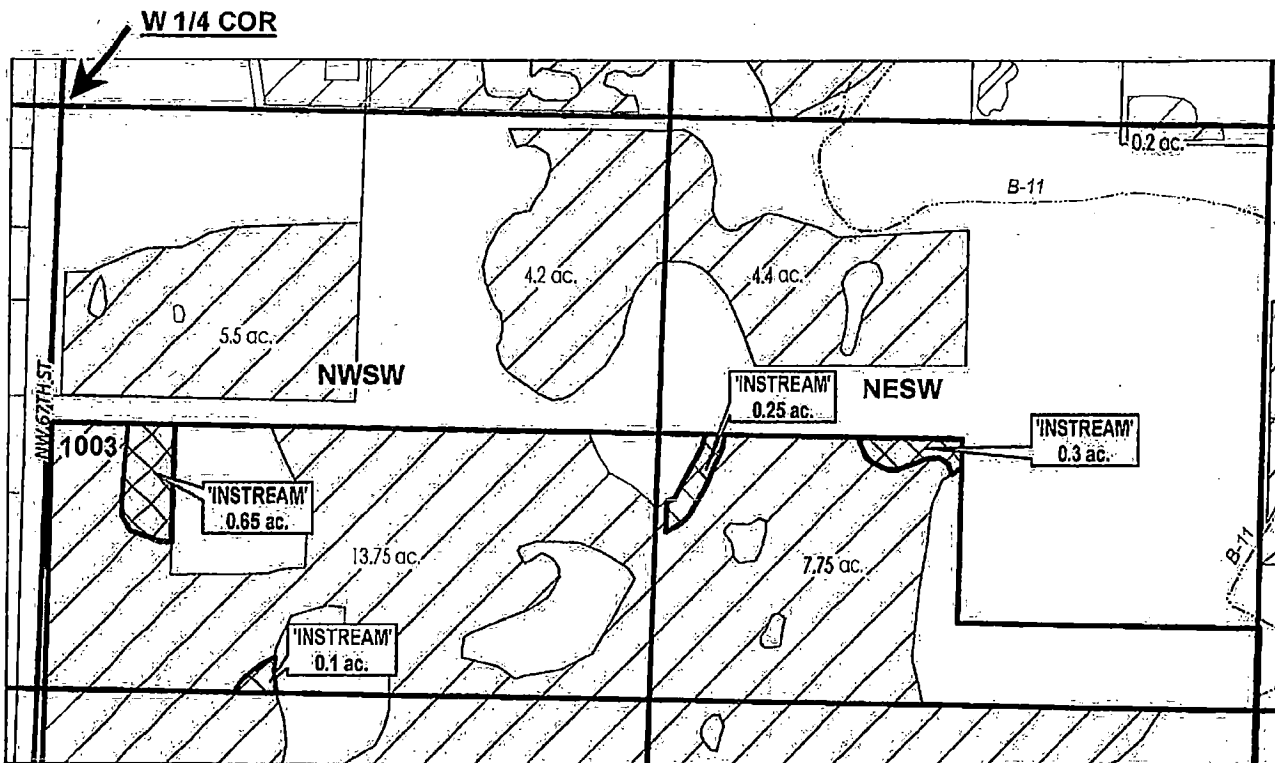 W 1/4 COR
0.2 ac.
B-11
4.2 ac.
4.4 ac.
5.5 ac.
NWSW
'INSTREAM'
0.25 ac.
NESW
NW 67TH ST
1003
'INSTREAM'
0.3 ac.
'INSTREAM'
0.65 ac.
13.75 ac.
7.75 ac.
B-11
'INSTREAM'
0.1 ac.